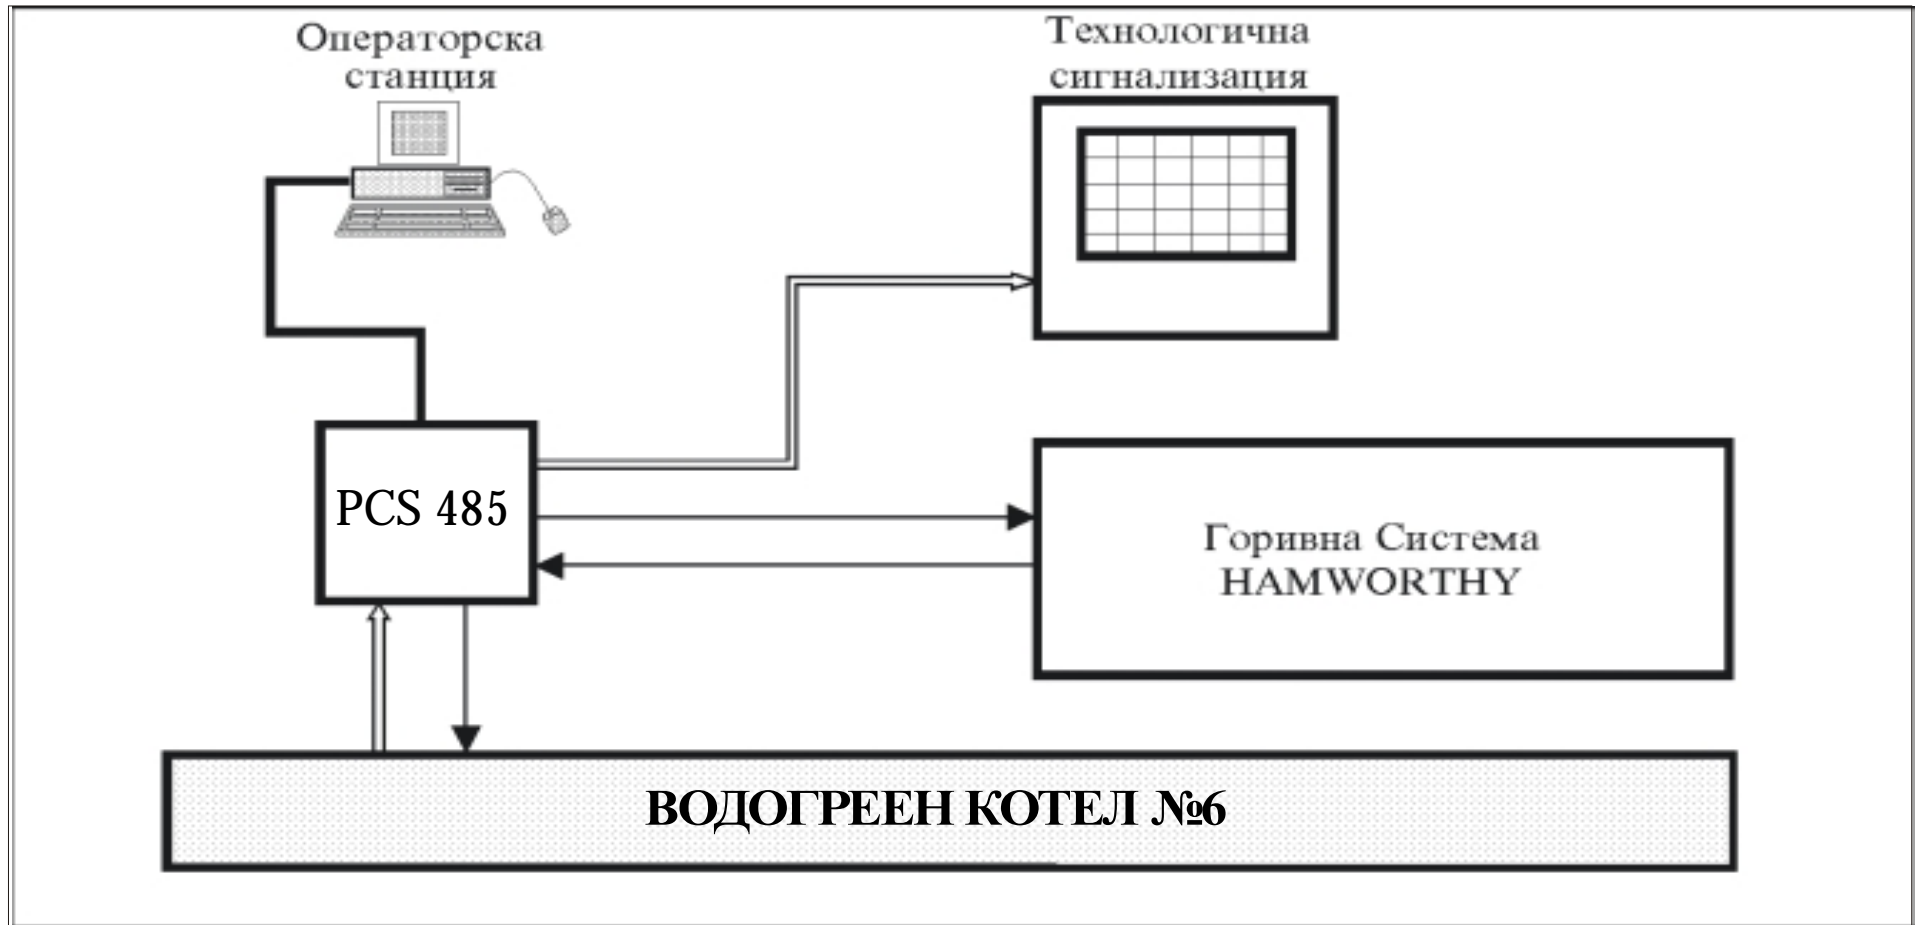 Операторска
станция
Технологична
сигнализация
PCS 485
Горивна Система
HAMWORTHY
ВОДОГРЕЕН КОТЕЛ №6